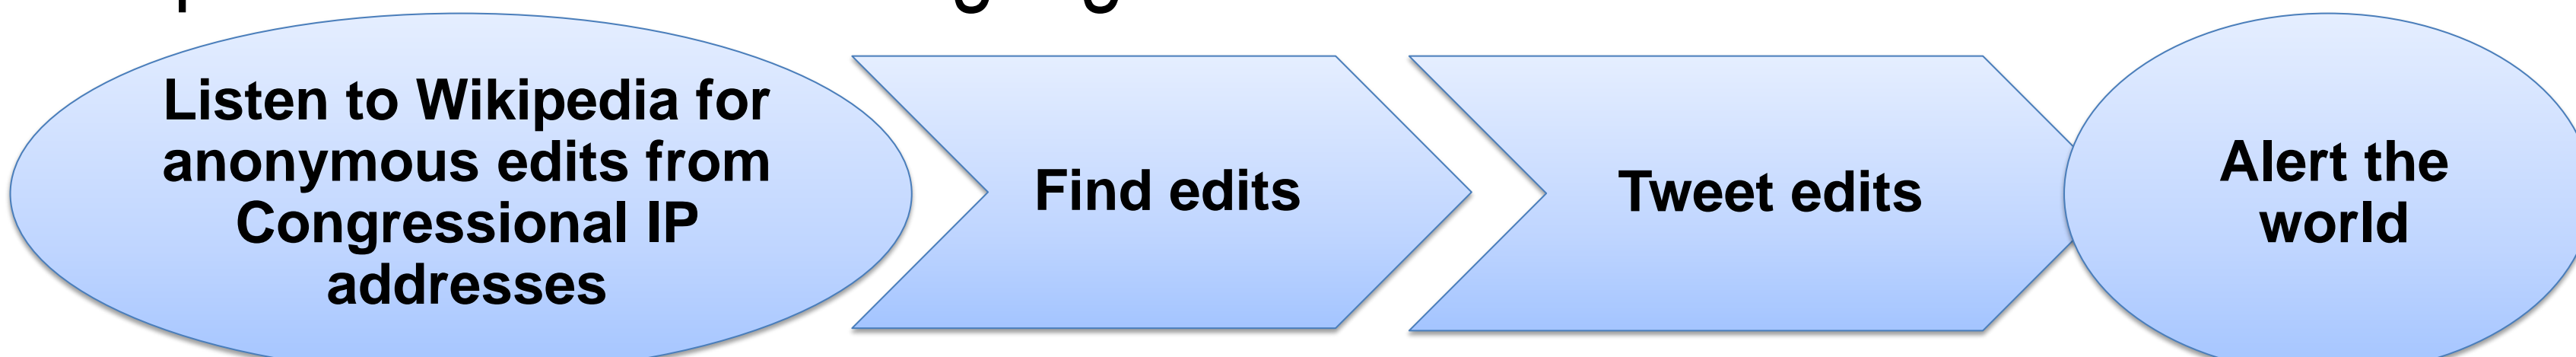 Listen to Wikipedia for
anonymous edits from
Congressional IP
addresses
Find edits
Tweet edits
Alert the
world